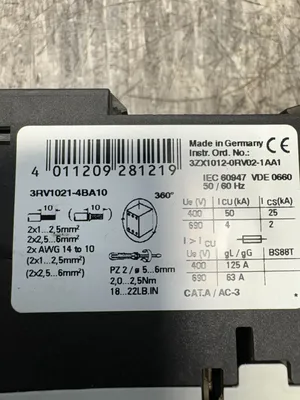 Made in Germany
Instr. Ord. No.:
3ZX1012-0RV02-1AA1
4 011209 281219
IEC 60947 VDE 0660
50 / 60 Hz
3RV1021-4BA10
360°
Ue (V) ICU (kA) ICS(kA)
400 50 25
690 4 2
10 10
2x1...2,5mm²
2x2,5...6mm²
2x AWG 14 to 10
(2x1...2,5mm²)
(2x2,5...6mm²)
PZ 2 / ø 5...6mm
2,0...2,5Nm
18...22LB.IN
I > ICU
Ue (V) gL / gG BS88T
400 125 A
690 63 A
CAT.A / AC-3